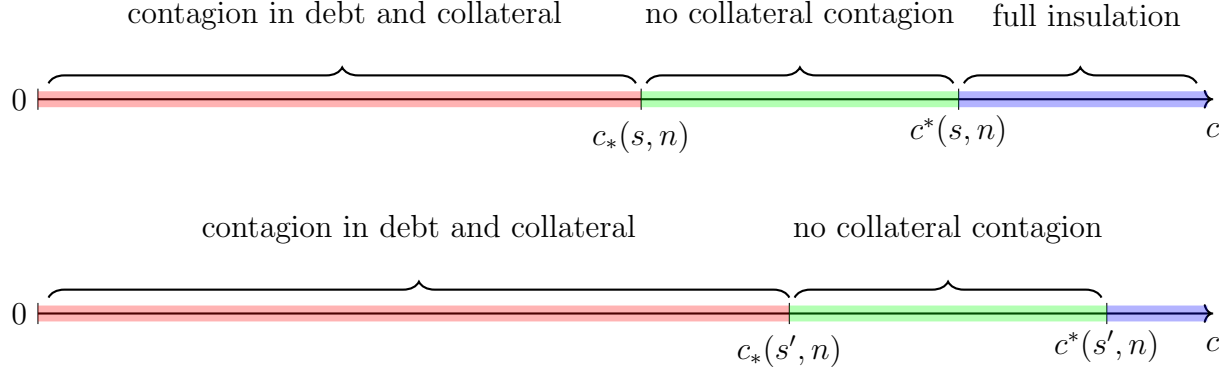 contagion in debt and collateral no collateral contagion full insulation
0
c_*(s, n) c^*(s, n) c
contagion in debt and collateral no collateral contagion
0
c_*(s′, n) c^*(s′, n) c